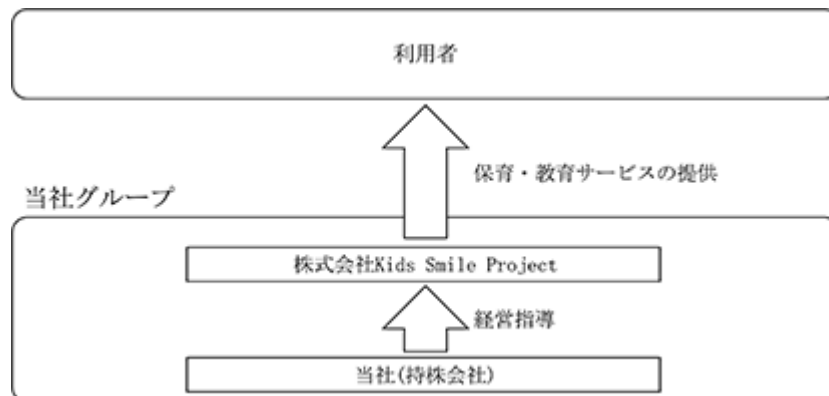 利用者
保育・教育サービスの提供
当社グループ
株式会社Kids Smile Project
経営指導
当社(持株会社)